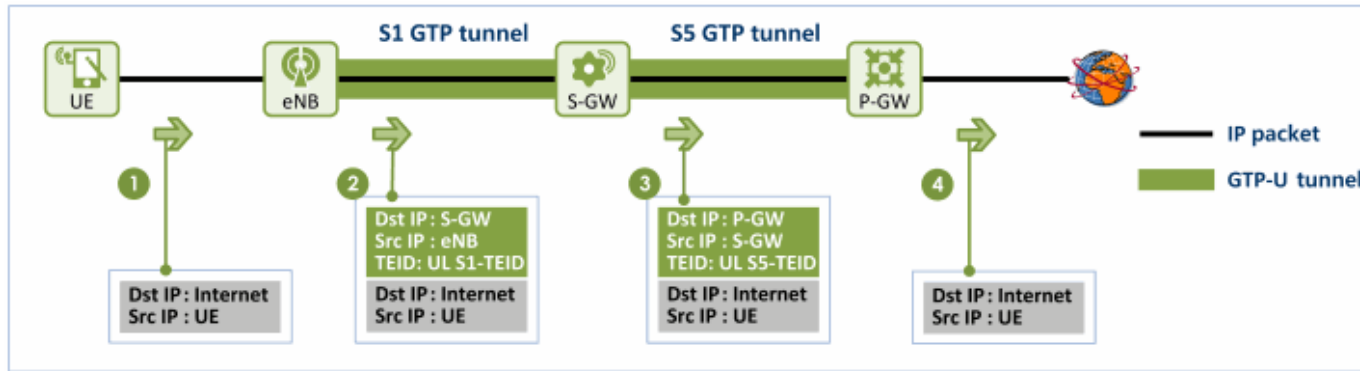 S1 GTP tunnel
S5 GTP tunnel
UE
eNB
S-GW
P-GW
IP packet
GTP-U tunnel
1
2
3
4
Dst IP : Internet
Src IP : UE
Dst IP : S-GW
Src IP : eNB
TEID: UL S1-TEID
Dst IP : Internet
Src IP : UE
Dst IP : P-GW
Src IP : S-GW
TEID: UL S5-TEID
Dst IP : Internet
Src IP : UE
Dst IP : Internet
Src IP : UE